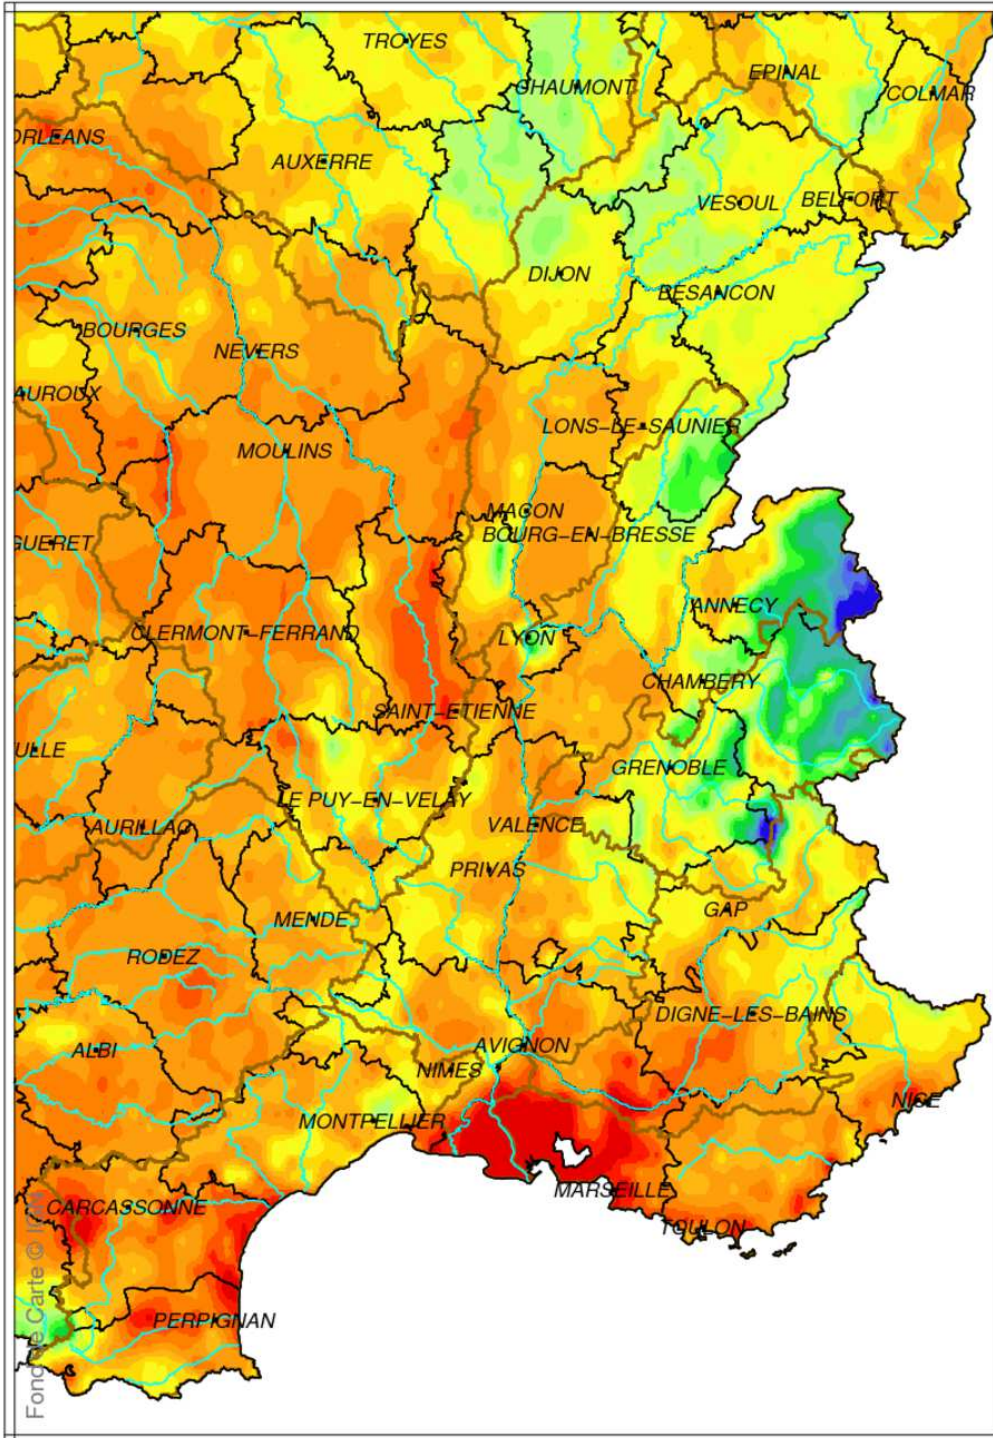 TROYES
EPINAL
CHAUMONT
COLMAR
ORLEANS
AUXERRE
VESOUL
BELFORT
DIJON
BESANCON
BOURGES
NEVERS
AUROUX
LONS-LE-SAUNIER
MOULINS
MACON
BOURG-EN-BRESSE
GUERET
ANNECY
CLERMONT-FERRAND
LYON
CHAMBERY
SAINT-ETIENNE
ULLE
GRENOBLE
LE PUY-EN-VELAY
AURILLAC
VALENCE
PRIVAS
GAP
MENDE
RODEZ
DIGNE-LES-BAINS
ALBI
AVIGNON
NIMES
NICE
MONTPELLIER
MARSEILLE
CARCASSONNE
TOULON
PERPIGNAN
Fond de Carte © IGN